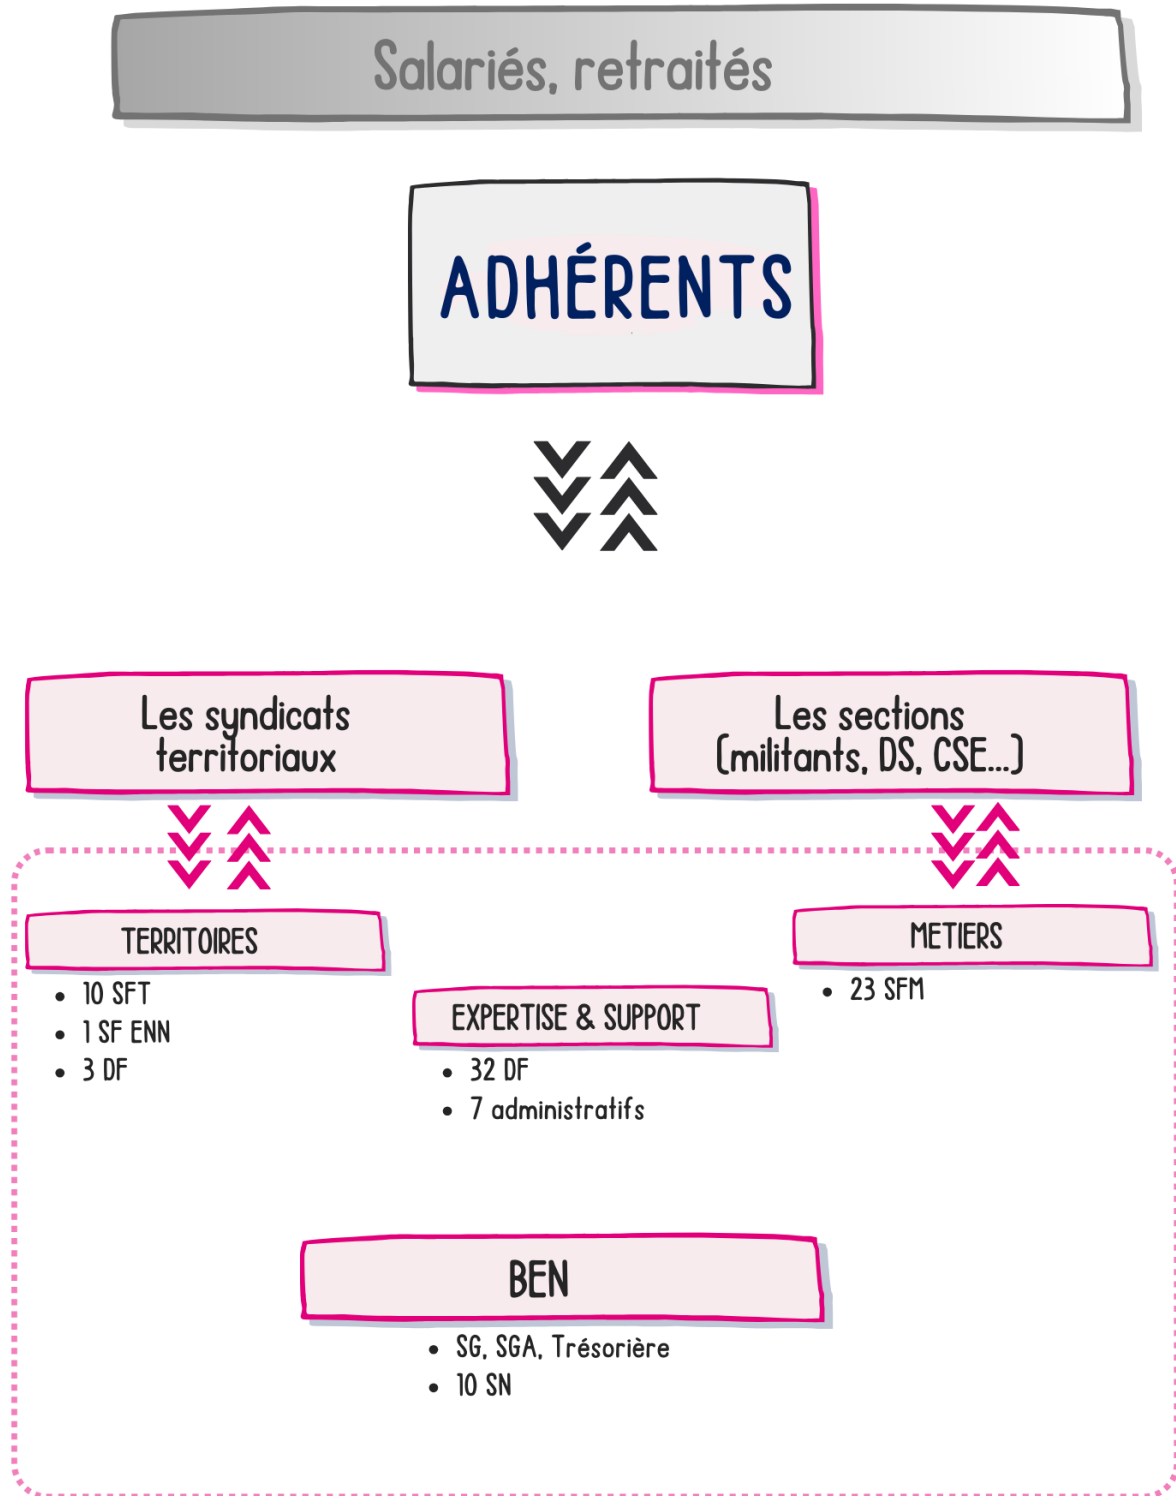 Salariés, retraités
ADHÉRENTS
Les syndicats
territoriaux
Les sections
(militants, DS, CSE...)
TERRITOIRES
• 10 SFT
• 1 SF ENN
• 3 DF
EXPERTISE & SUPPORT
• 32 DF
• 7 administratifs
METIERS
• 23 SFM
BEN
• SG, SGA, Trésorière
• 10 SN